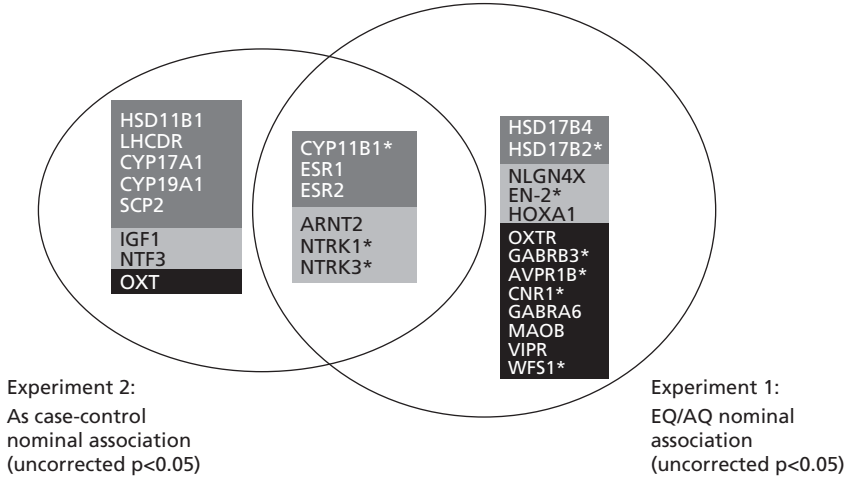 HSD11B1
LHCDR
CYP17A1
CYP19A1
SCP2
IGF1
NTF3
OXT
CYP11B1*
ESR1
ESR2
ARNT2
NTRK1*
NTRK3*
HSD17B4
HSD17B2*
NLGN4X
EN-2*
HOXA1
OXTR
GABRB3*
AVPR1B*
CNR1*
GABRA6
MAOB
VIPR
WFS1*
Experiment 2:
As case-control
nominal association
(uncorrected p<0.05)
Experiment 1:
EQ/AQ nominal
association
(uncorrected p<0.05)